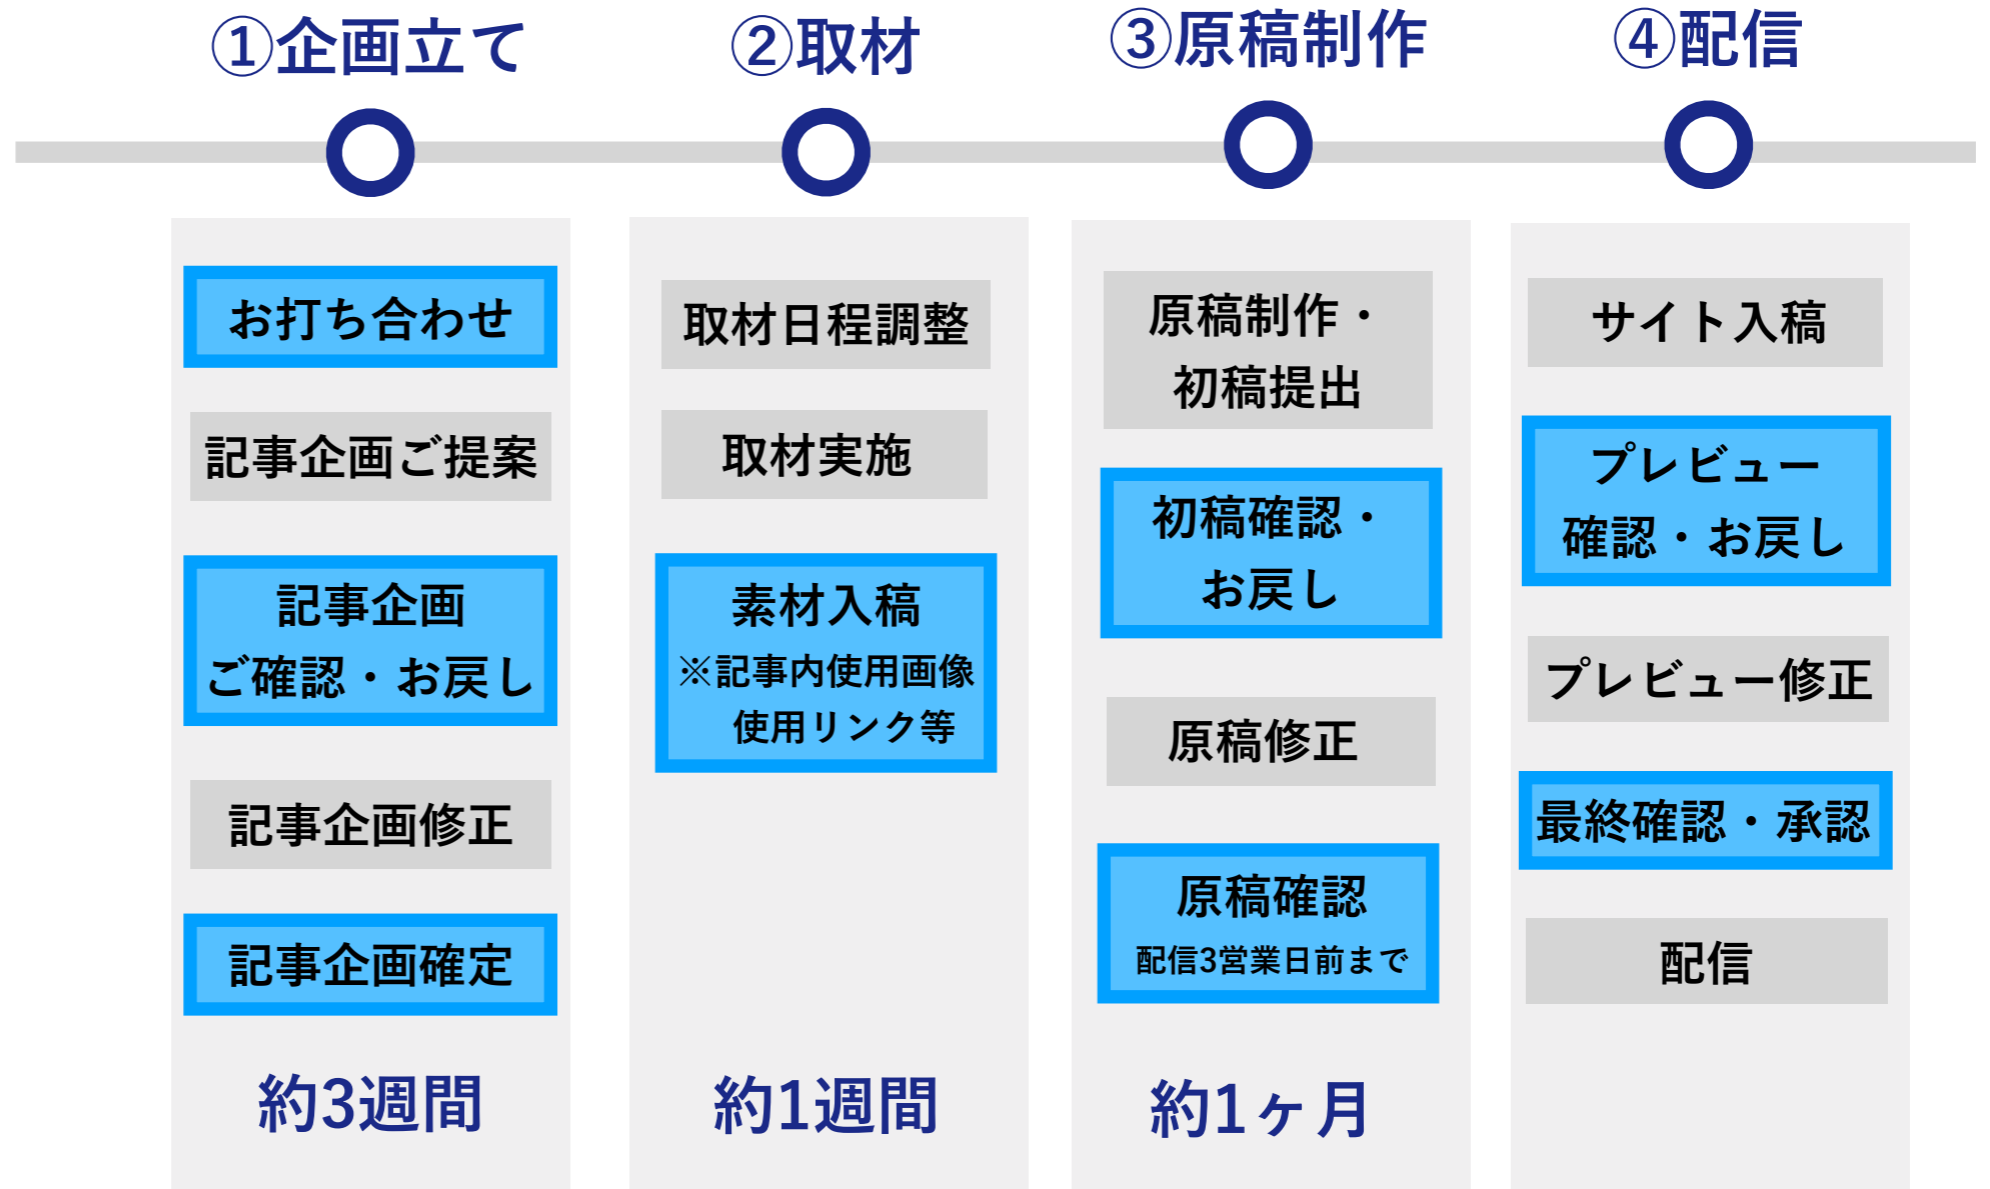 ①企画立て
お打ち合わせ
記事企画ご提案
記事企画
ご確認・お戻し
記事企画修正
記事企画確定
約3週間
②取材
取材日程調整
取材実施
素材入稿
※記事内使用画像
使用リンク等
約1週間
③原稿制作
原稿制作・
初稿提出
初稿確認・
お戻し
原稿修正
原稿確認
配信3営業日前まで
約1ヶ月
④配信
サイト入稿
プレビュー
確認・お戻し
プレビュー修正
最終確認・承認
配信